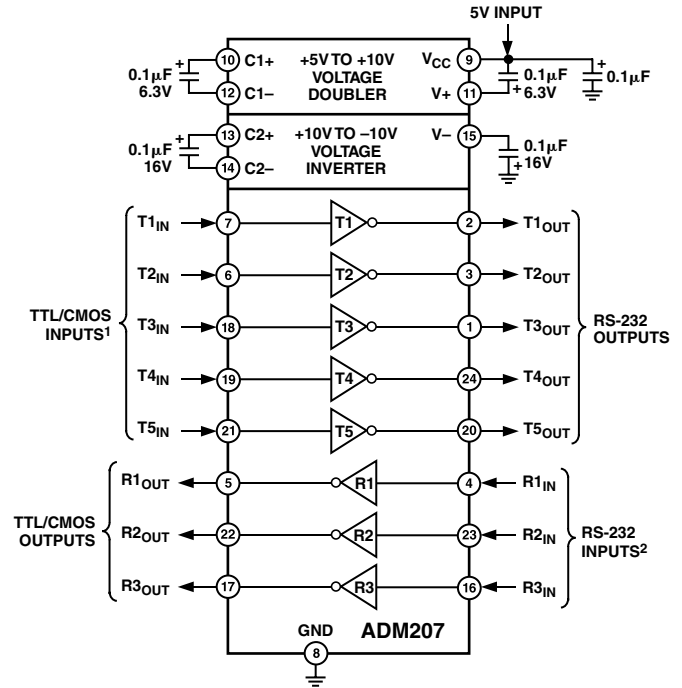 5V INPUT
0.1μF
6.3V
+
10
C1+
12
C1–
+5V TO +10V
VOLTAGE
DOUBLER
VCC
9
V+
11
+
0.1μF
6.3V
+
0.1μF
0.1μF
16V
+
13
C2+
14
C2–
+10V TO –10V
VOLTAGE
INVERTER
V–
15
0.1μF
+
16V
TTL/CMOS
INPUTS1
T1IN
7
T1
2
T1OUT
T2IN
6
T2
3
T2OUT
T3IN
18
T3
1
T3OUT
T4IN
19
T4
24
T4OUT
T5IN
21
T5
20
T5OUT
RS-232
OUTPUTS
TTL/CMOS
OUTPUTS
R1OUT
5
R1
4
R1IN
R2OUT
22
R2
23
R2IN
R3OUT
17
R3
16
R3IN
RS-232
INPUTS2
GND
8
ADM207